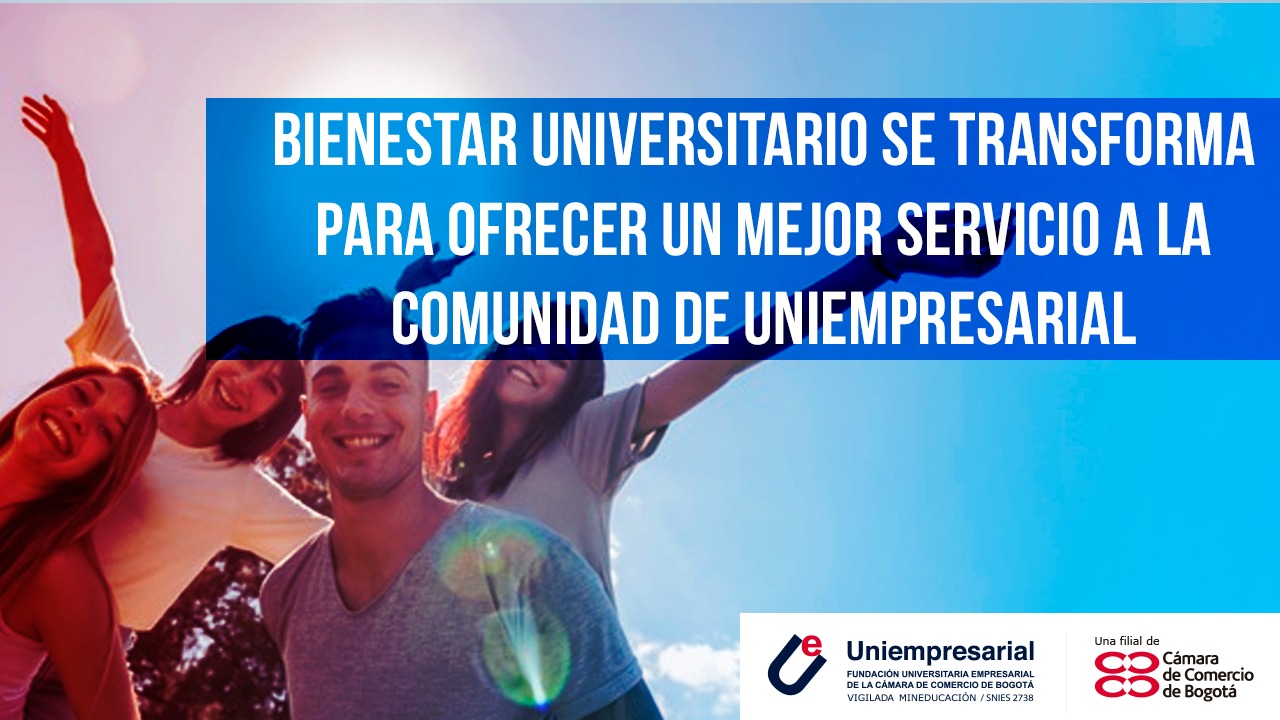 BIENESTAR UNIVERSITARIO SE TRANSFORMA
PARA OFRECER UN MEJOR SERVICIO A LA
COMUNIDAD DE UNIEMPRESARIAL
Ue
Uniempresarial
FUNDACIÓN UNIVERSITARIA EMPRESARIAL
DE LA CÁMARA DE COMERCIO DE BOGOTÁ
VIGILADA MINEDUCACIÓN / SNIES 2738
Una filial de
Cámara
de Comercio
de Bogotá